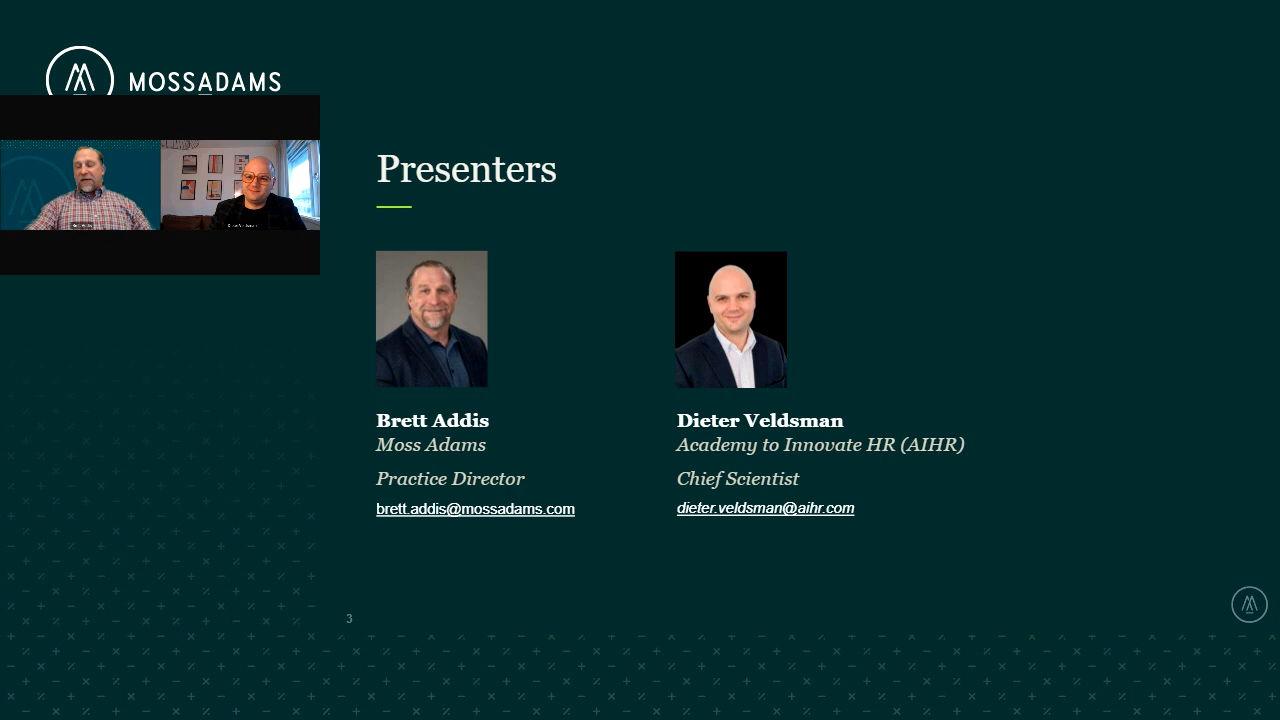 MOSSADAMS
Presenters
Brett Addis
Moss Adams
Practice Director
brett.addis@mossadams.com
Dieter Veldsman
Academy to Innovate HR (AIHR)
Chief Scientist
dieter.veldsman@aihr.com
3